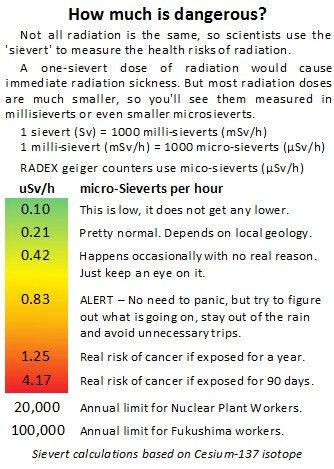 How much is dangerous?
Not all radiation is the same, so scientists use the
'sievert' to measure the health risks of radiation.
A one-sievert dose of radiation would cause
immediate radiation sickness. But most radiation doses
are much smaller, so you'll see them measured in
millisieverts or even smaller microsieverts.
1 sievert (Sv) = 1000 milli-sieverts (mSv/h)
1 milli-sievert (mSv/h) = 1000 micro-sieverts (µSv/h)
RADEX geiger counters use mico-sieverts (µSv/h)
uSv/h micro-Sieverts per hour
0.10 This is low, it does not get any lower.
0.21 Pretty normal. Depends on local geology.
0.42 Happens occasionally with no real reason.
Just keep an eye on it.
0.83 ALERT – No need to panic, but try to figure
out what is going on, stay out of the rain
and avoid unnecessary trips.
1.25 Real risk of cancer if exposed for a year.
4.17 Real risk of cancer if exposed for 90 days.
20,000 Annual limit for Nuclear Plant Workers.
100,000 Annual limit for Fukushima workers.
Sievert calculations based on Cesium-137 isotope